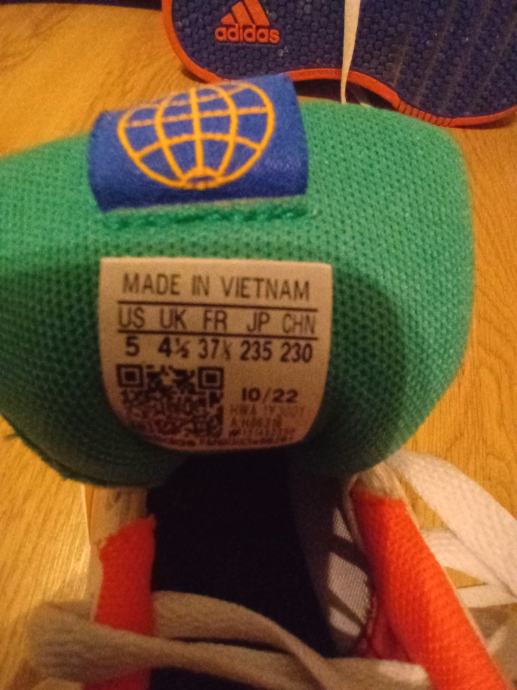 adidas
MADE IN VIETNAM
US UK FR JP CHN
5 4½ 37⅓ 235 230
10/22